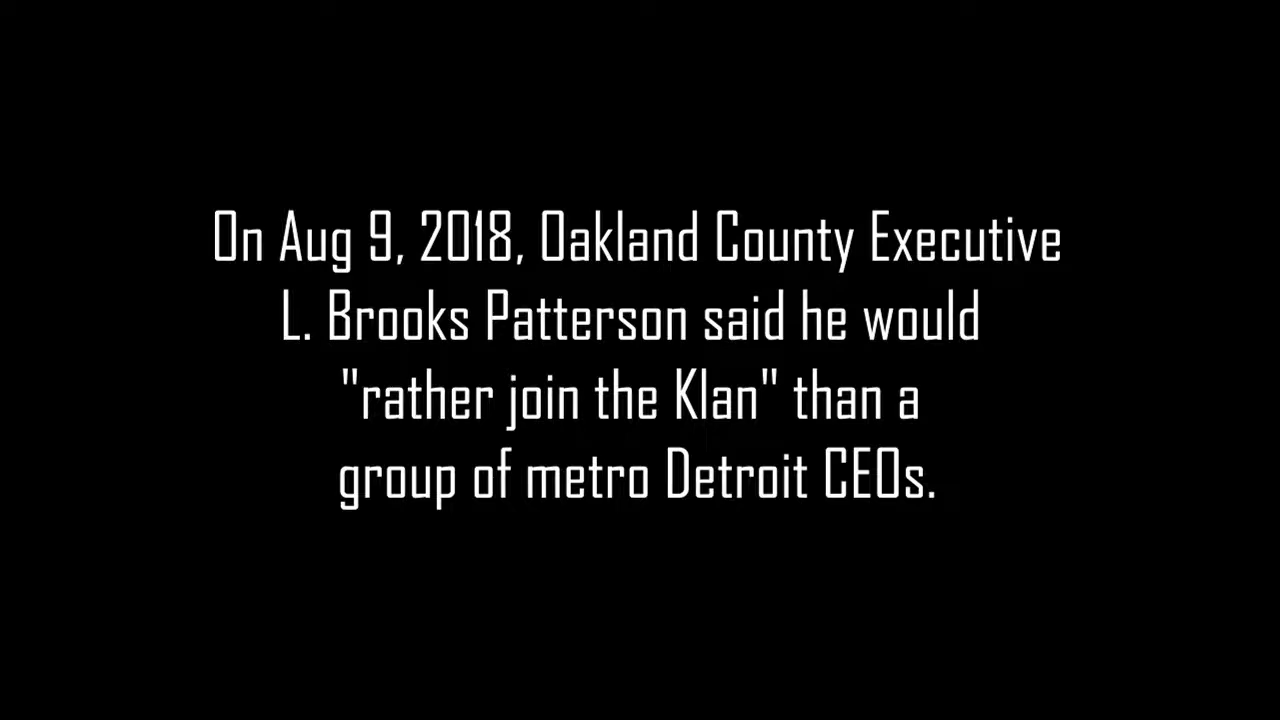 On Aug 9, 2018, Oakland County Executive
L. Brooks Patterson said he would
"rather join the Klan" than a
group of metro Detroit CEOs.